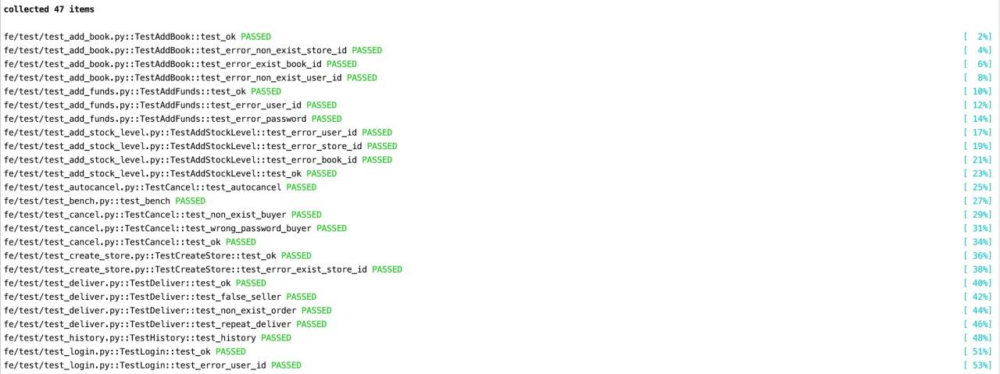 collected 47 items
fe/test/test_add_book.py::TestAddBook::test_ok PASSED [  2%]
fe/test/test_add_book.py::TestAddBook::test_error_non_exist_store_id PASSED [  4%]
fe/test/test_add_book.py::TestAddBook::test_error_exist_book_id PASSED [  6%]
fe/test/test_add_book.py::TestAddBook::test_error_non_exist_user_id PASSED [  8%]
fe/test/test_add_funds.py::TestAddFunds::test_ok PASSED [ 10%]
fe/test/test_add_funds.py::TestAddFunds::test_error_user_id PASSED [ 12%]
fe/test/test_add_funds.py::TestAddFunds::test_error_password PASSED [ 14%]
fe/test/test_add_stock_level.py::TestAddStockLevel::test_error_user_id PASSED [ 17%]
fe/test/test_add_stock_level.py::TestAddStockLevel::test_error_store_id PASSED [ 19%]
fe/test/test_add_stock_level.py::TestAddStockLevel::test_error_book_id PASSED [ 21%]
fe/test/test_add_stock_level.py::TestAddStockLevel::test_ok PASSED [ 23%]
fe/test/test_autocancel.py::TestCancel::test_autocancel PASSED [ 25%]
fe/test/test_bench.py::test_bench PASSED [ 27%]
fe/test/test_cancel.py::TestCancel::test_non_exist_buyer PASSED [ 29%]
fe/test/test_cancel.py::TestCancel::test_wrong_password_buyer PASSED [ 31%]
fe/test/test_cancel.py::TestCancel::test_ok PASSED [ 34%]
fe/test/test_create_store.py::TestCreateStore::test_ok PASSED [ 36%]
fe/test/test_create_store.py::TestCreateStore::test_error_exist_store_id PASSED [ 38%]
fe/test/test_deliver.py::TestDeliver::test_ok PASSED [ 40%]
fe/test/test_deliver.py::TestDeliver::test_false_seller PASSED [ 42%]
fe/test/test_deliver.py::TestDeliver::test_non_exist_order PASSED [ 44%]
fe/test/test_deliver.py::TestDeliver::test_repeat_deliver PASSED [ 46%]
fe/test/test_history.py::TestHistory::test_history PASSED [ 48%]
fe/test/test_login.py::TestLogin::test_ok PASSED [ 51%]
fe/test/test_login.py::TestLogin::test_error_user_id PASSED [ 53%]